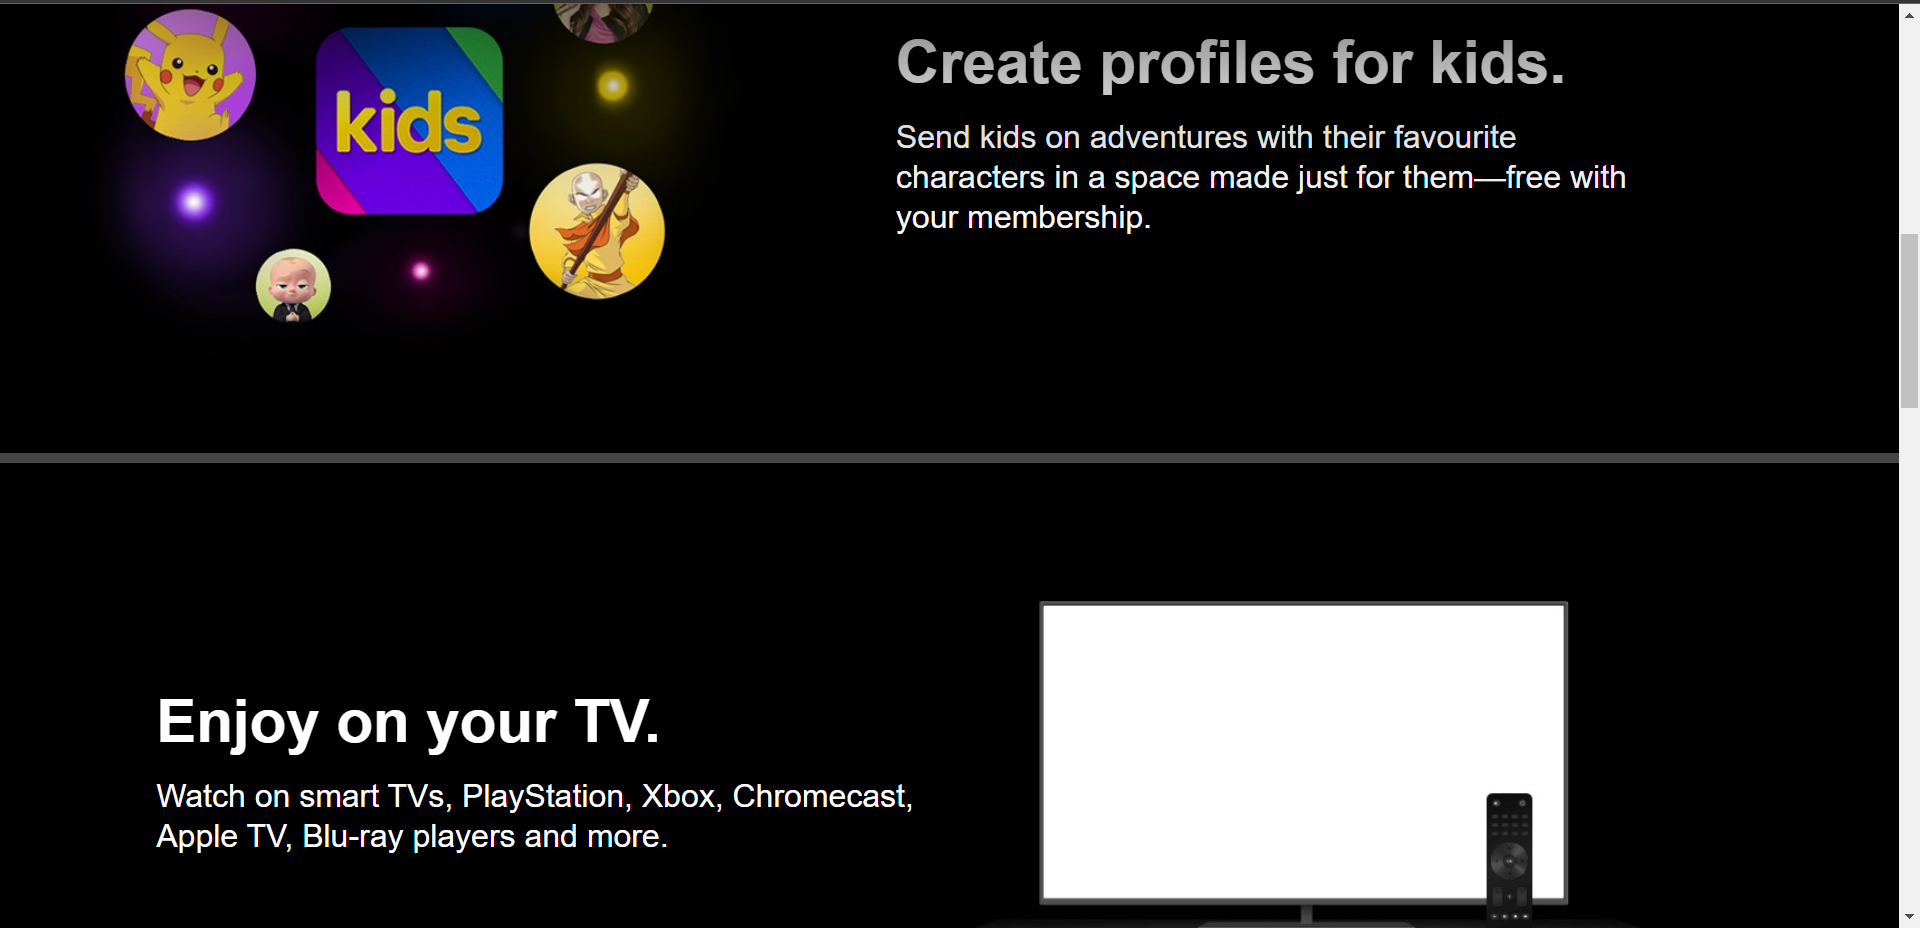 kids
Create profiles for kids.
Send kids on adventures with their favourite
characters in a space made just for them—free with
your membership.
Enjoy on your TV.
Watch on smart TVs, PlayStation, Xbox, Chromecast,
Apple TV, Blu-ray players and more.